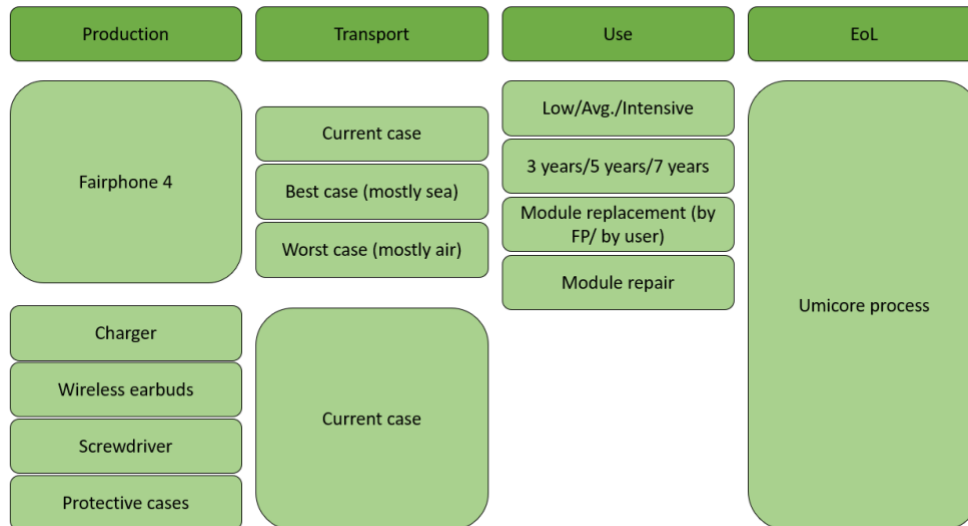 Production
Transport
Use
EoL
Fairphone 4
Current case
Best case (mostly sea)
Worst case (mostly air)
Low/Avg./Intensive
3 years/5 years/7 years
Module replacement (by
FP/ by user)
Module repair
Umicore process
Charger
Wireless earbuds
Screwdriver
Protective cases
Current case